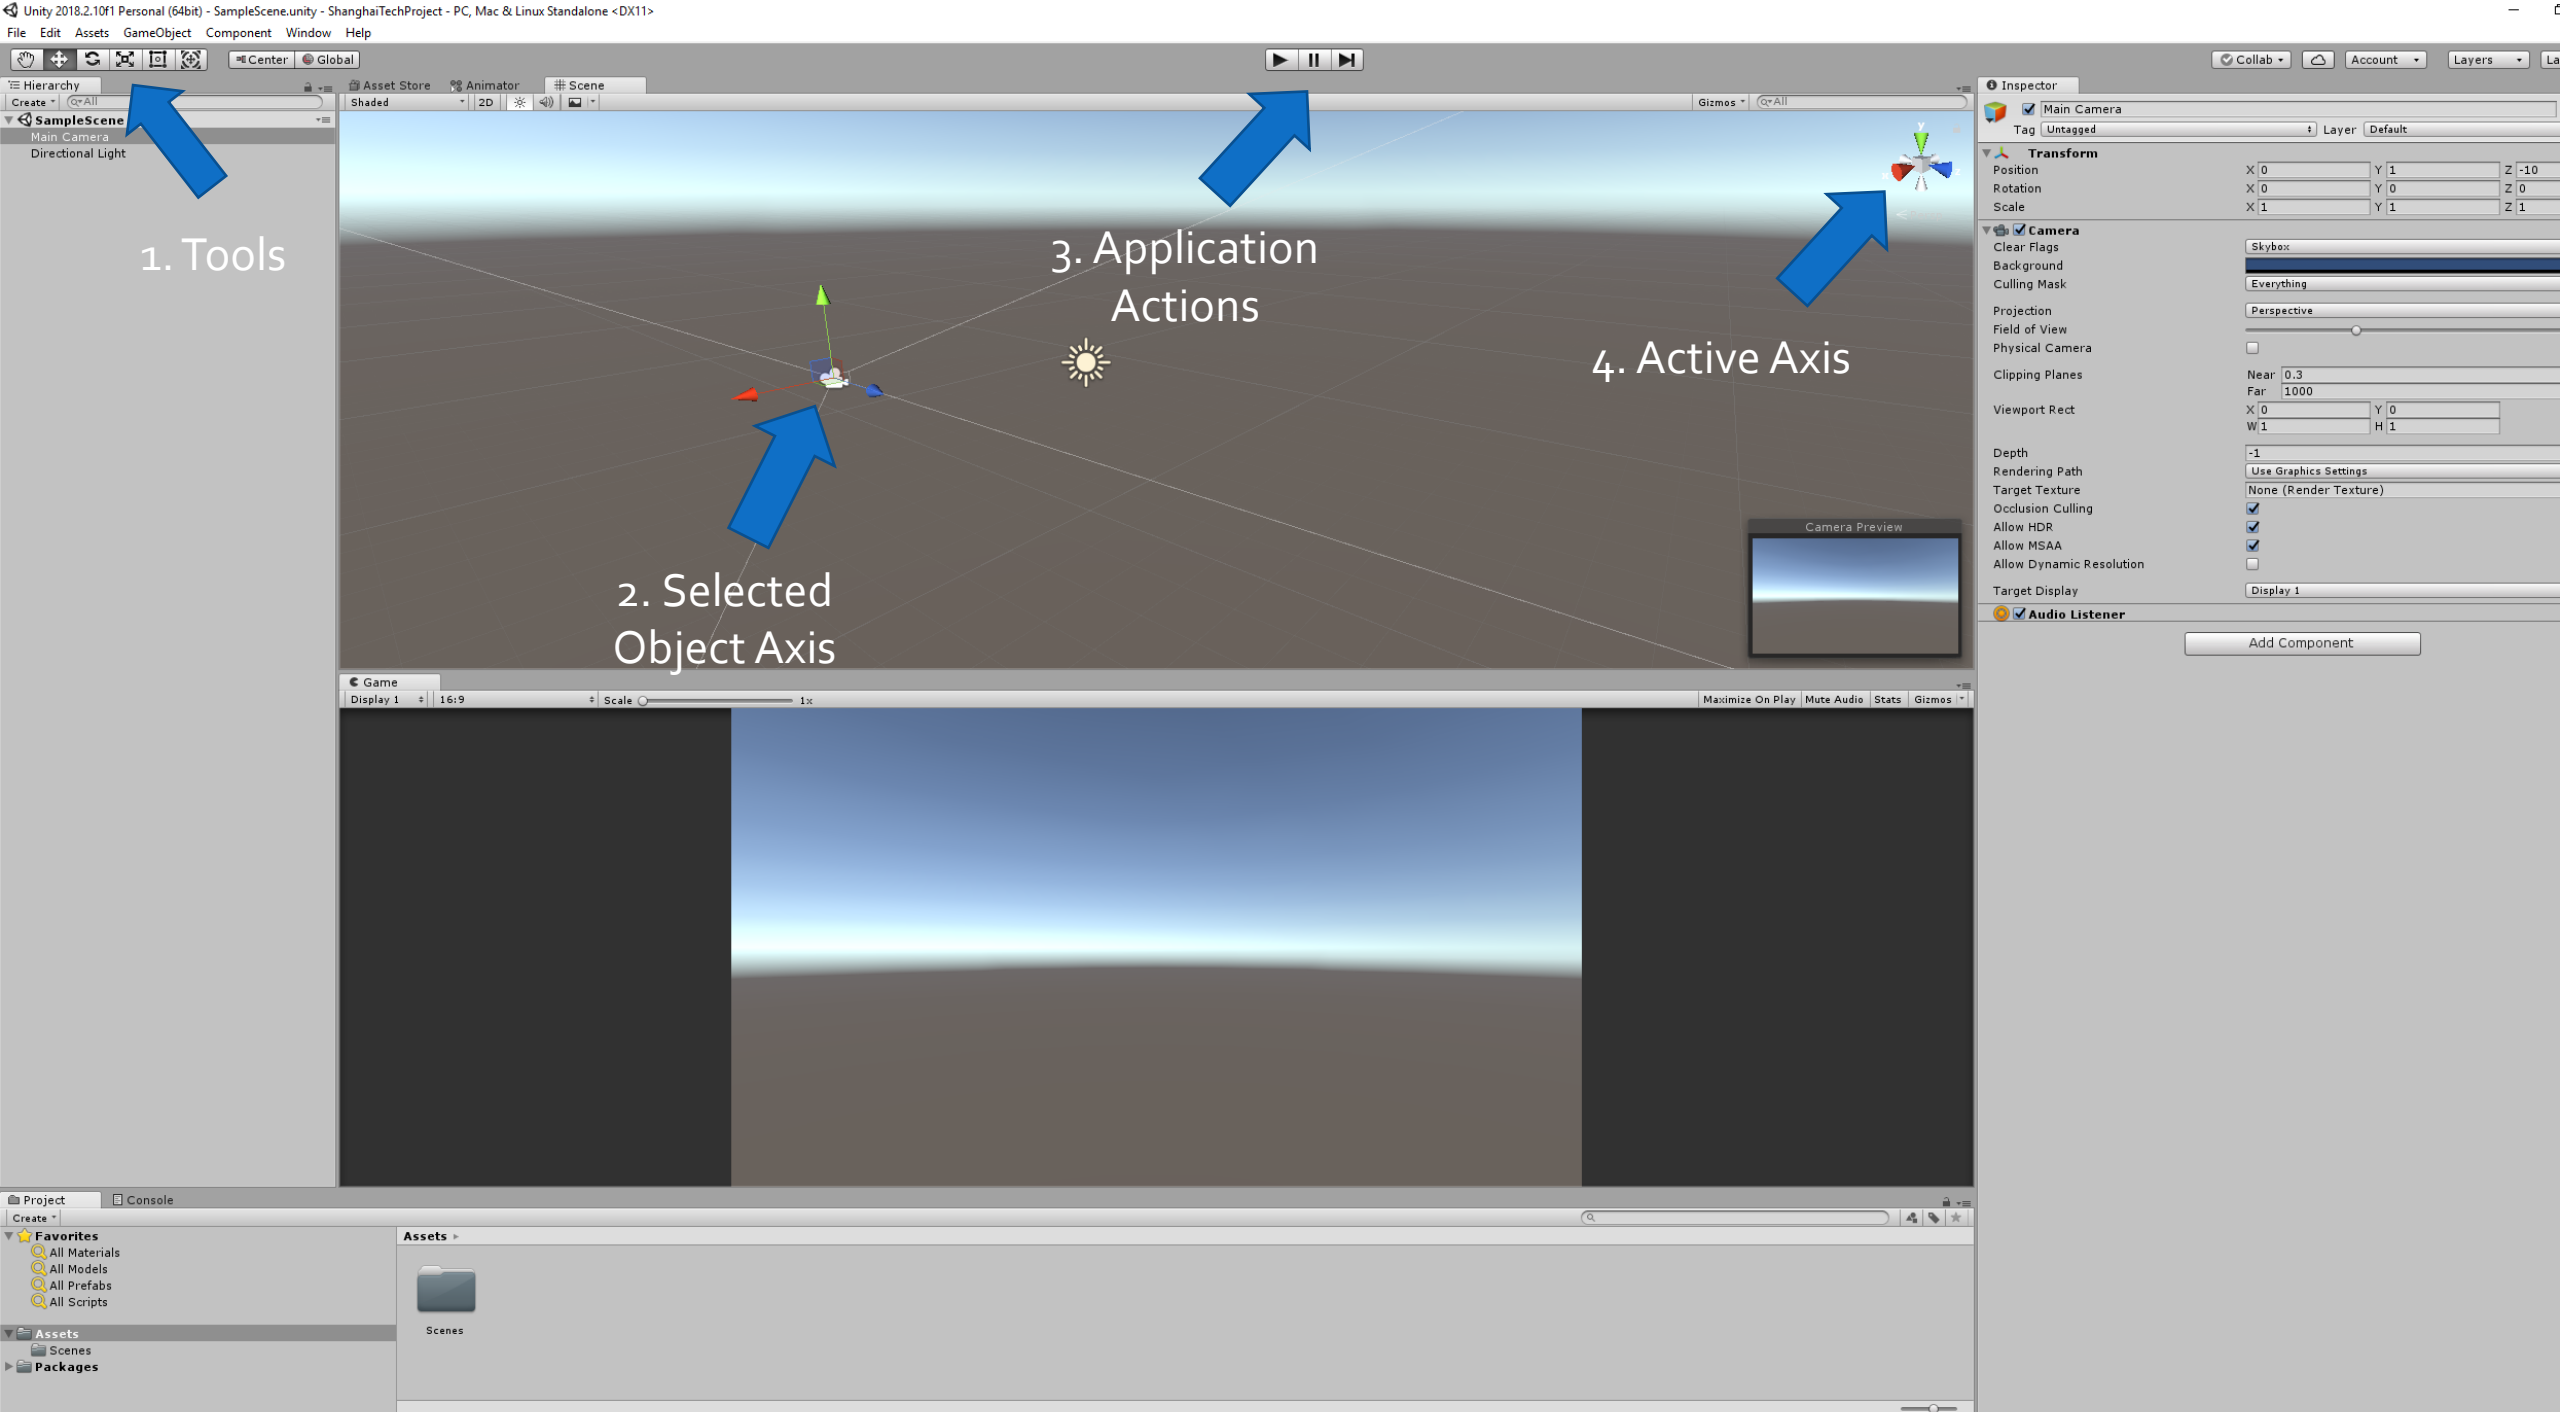 Unity 2018.2.10f1 Personal (64bit) - SampleScene.unity - ShanghaiTechProject - PC, Mac & Linux Standalone <DX11>
File Edit Assets GameObject Component Window Help
Center Global Collab Account Layers La
Hierarchy
Create All
SampleScene
Main Camera
Directional Light
1. Tools
Asset Store Animator Scene
Shaded 2D Gizmos All
y
x
2. Selected
Object Axis
3. Application
Actions
4. Active Axis
Camera Preview
Game
Display 1 16:9 Scale 1x Maximize On Play Mute Audio Stats Gizmos
Inspector
Main Camera
Tag Untagged Layer Default
Transform
Position X 0 Y 1 Z -10
Rotation X 0 Y 0 Z 0
Scale X 1 Y 1 Z 1
Camera
Clear Flags Skybox
Background
Culling Mask Everything
Projection Perspective
Field of View
Physical Camera
Clipping Planes Near 0.3
Far 1000
Viewport Rect X 0 Y 0
W 1 H 1
Depth -1
Rendering Path Use Graphics Settings
Target Texture None (Render Texture)
Occlusion Culling
Allow HDR
Allow MSAA
Allow Dynamic Resolution
Target Display Display 1
Audio Listener
Add Component
Project Console
Create
Favorites
All Materials
All Models
All Prefabs
All Scripts
Assets
Scenes
Packages
Assets
Scenes